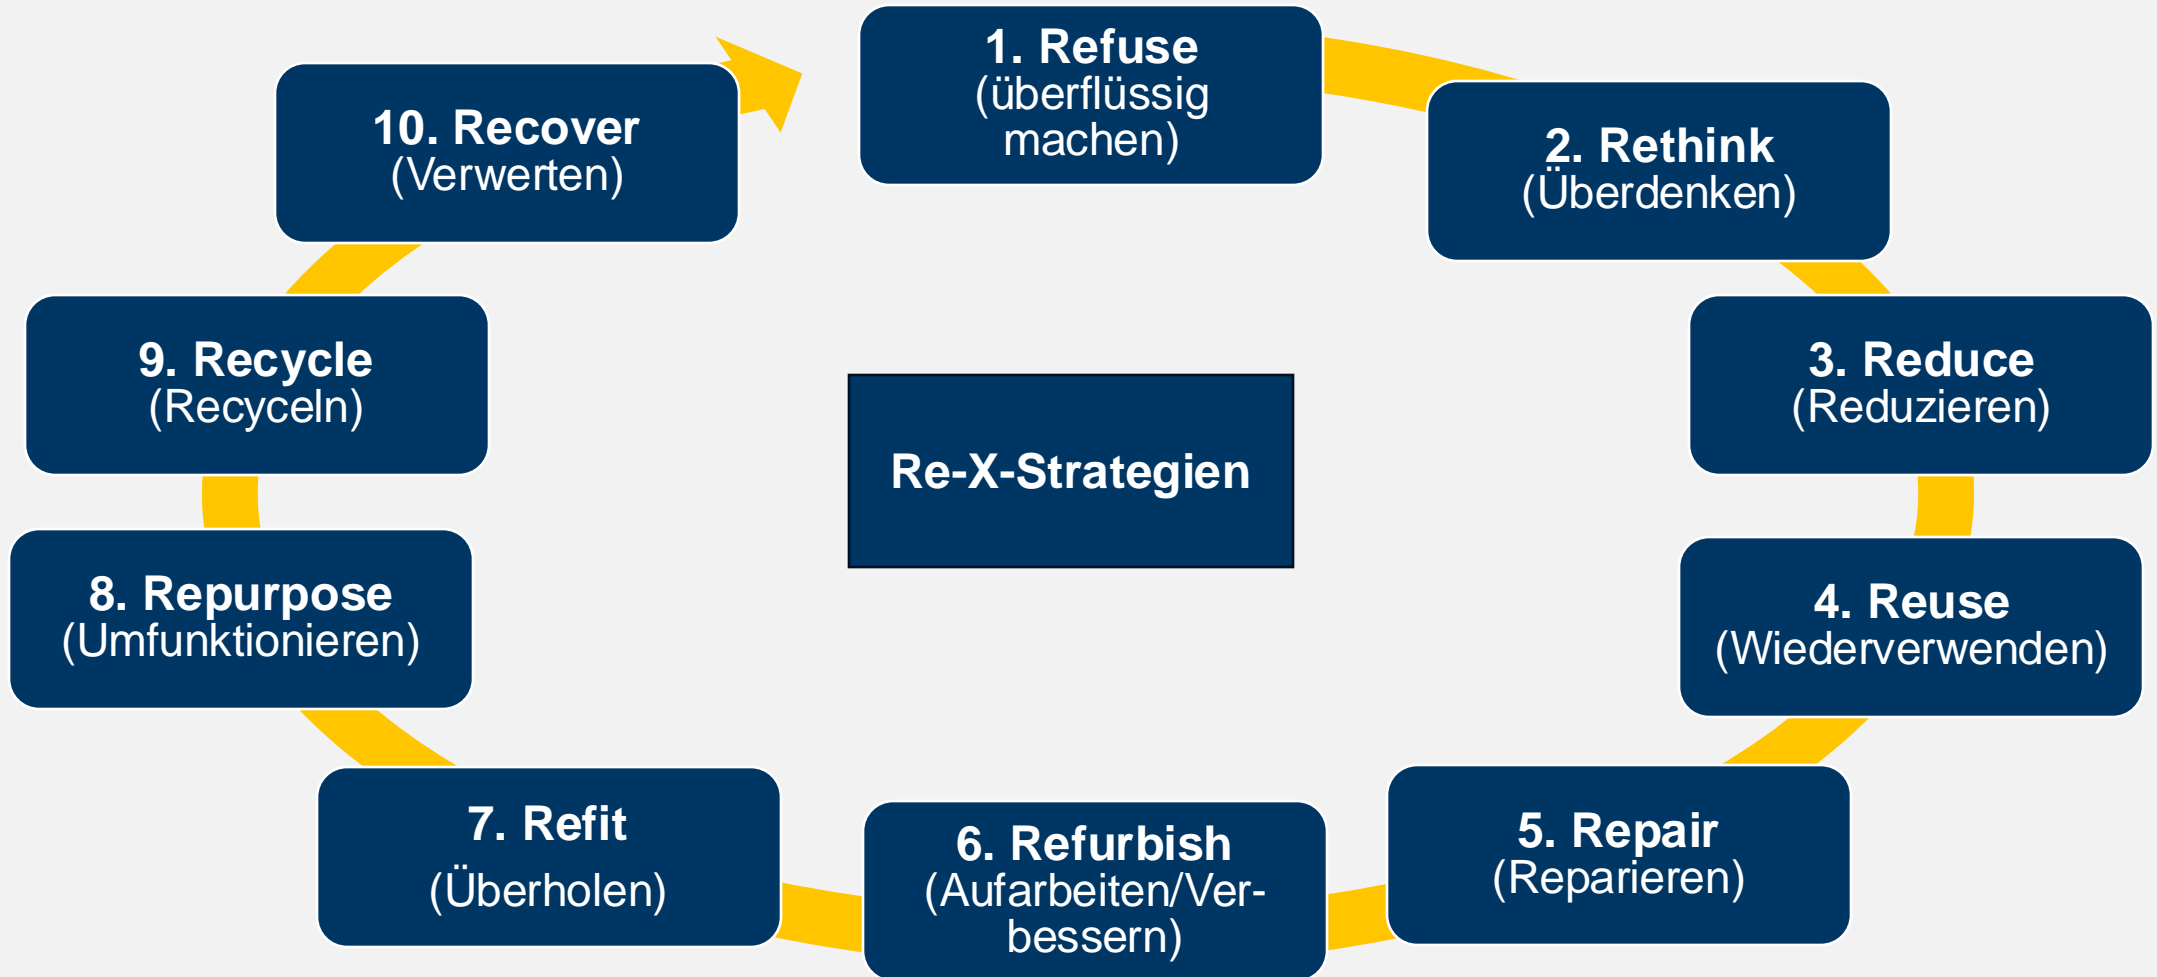 1. Refuse
(überflüssig
machen)
2. Rethink
(Überdenken)
3. Reduce
(Reduzieren)
4. Reuse
(Wiederverwenden)
5. Repair
(Reparieren)
6. Refurbish
(Aufarbeiten/Ver-
bessern)
7. Refit
(Überholen)
8. Repurpose
(Umfunktionieren)
9. Recycle
(Recyceln)
10. Recover
(Verwerten)
Re-X-Strategien